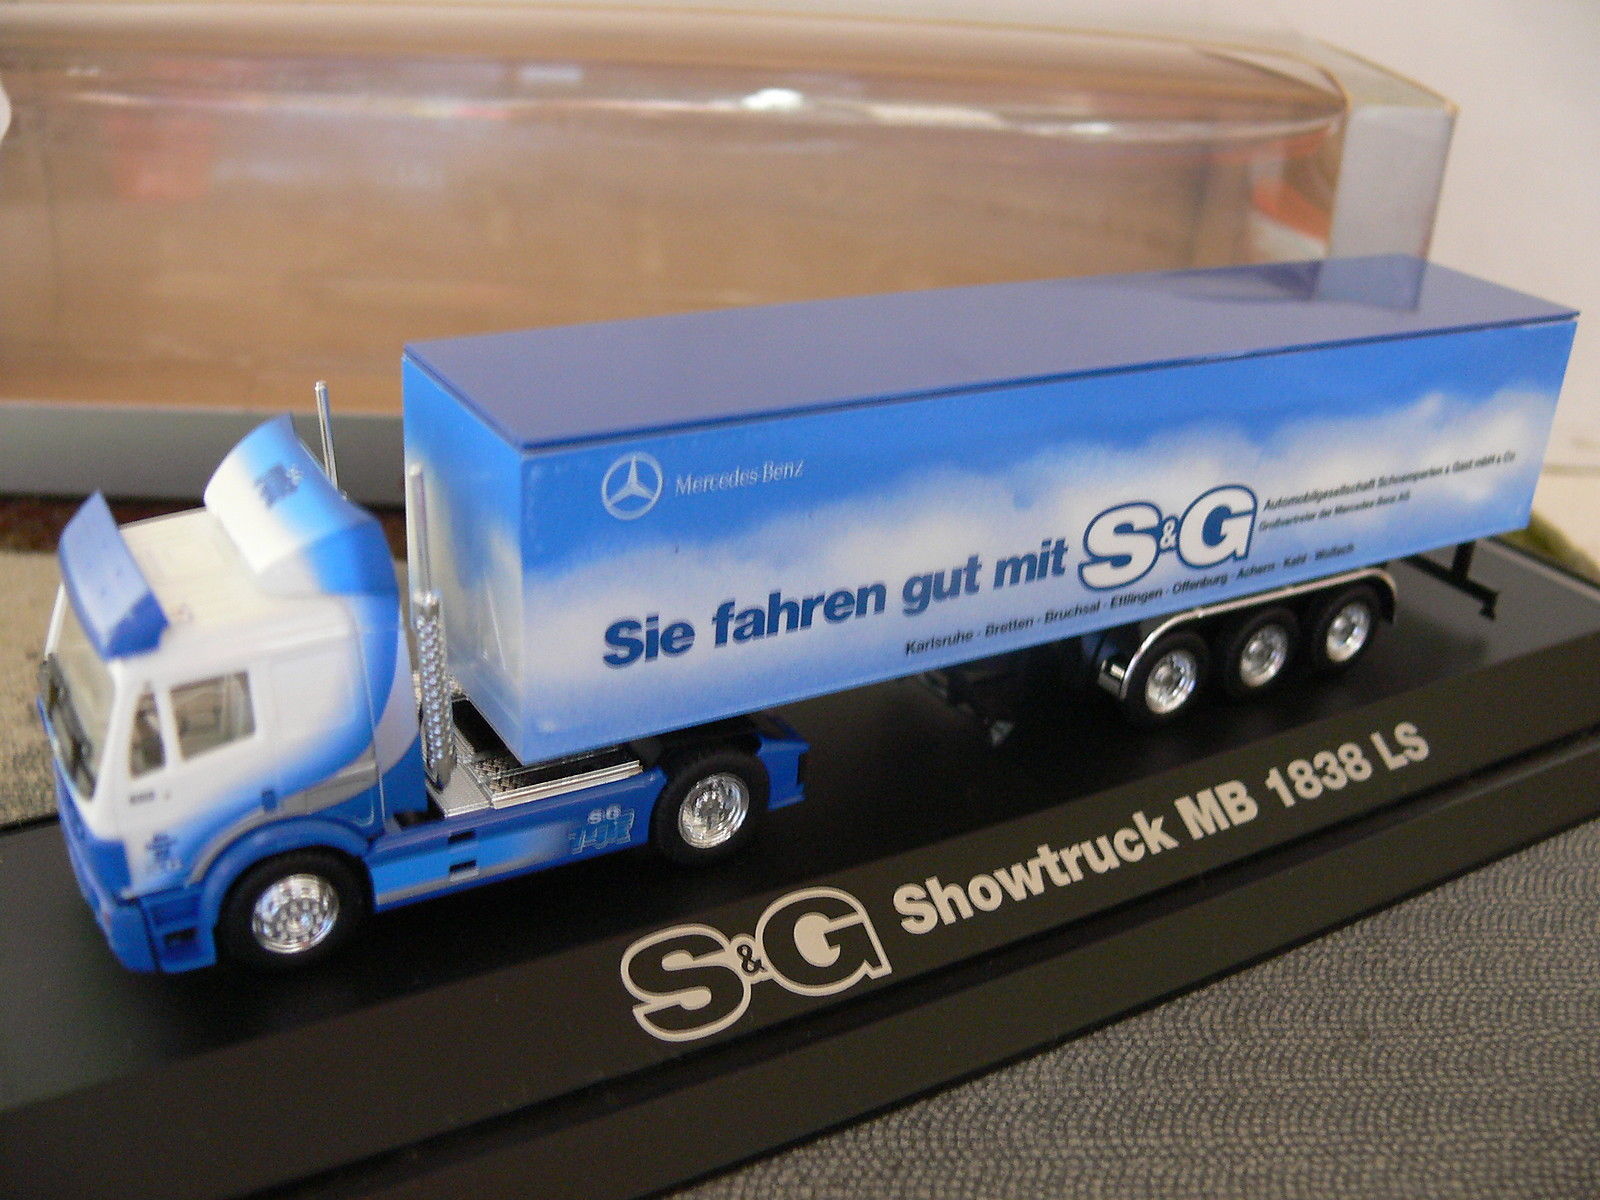 Mercedes-Benz
Sie fahren gut mit S&G
Automobilgesellschaft Schoemperlen & Gast mbH & Co
Großvertreter der Mercedes-Benz AG
Karlsruhe · Bretten · Bruchsal · Ettlingen · Offenburg · Achern · Kehl · Wolfach
S&G
S&G Showtruck MB 1838 LS